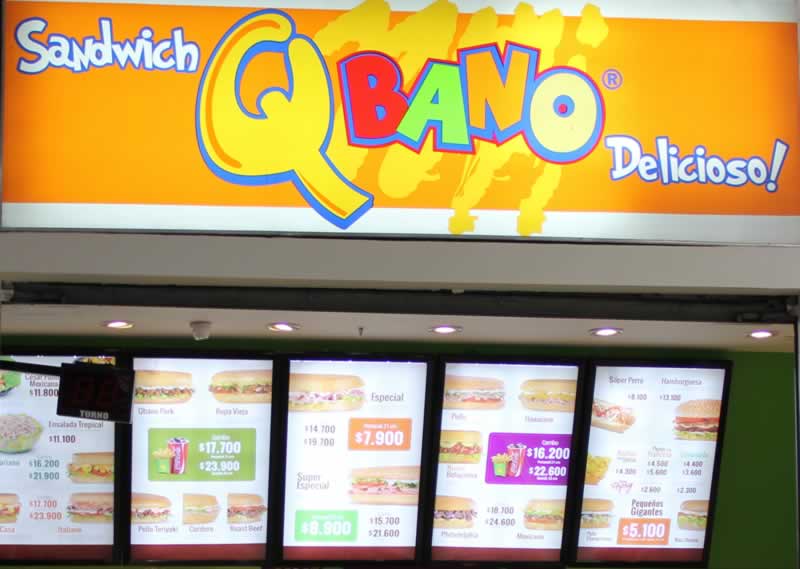 Sandwich QBANO® Delicioso!
TURNO
Mexicana
$11.800
Ensalada Tropical
$11.100
$16.200
$21.900
$17.700
$23.900
Italiano
Qbano Pork
Ropa Vieja
Combo
$17.700
$23.900
Pollo Teriyaki
Cordero
Roast Beef
Especial
$14.700
$19.700
$7.900
Super
Especial
$8.900
$15.700
$21.600
Pollo
Hawaiano
Combo
$16.200
$22.600
$18.700
$24.600
Philadelphia
Mexicano
Súper Perro
Hamburguesa
$8.100
$13.100
$4.300
$4.500
$5.600
$4.400
$3.600
$2.600
$2.300
Pequeños
Gigantes
$5.100